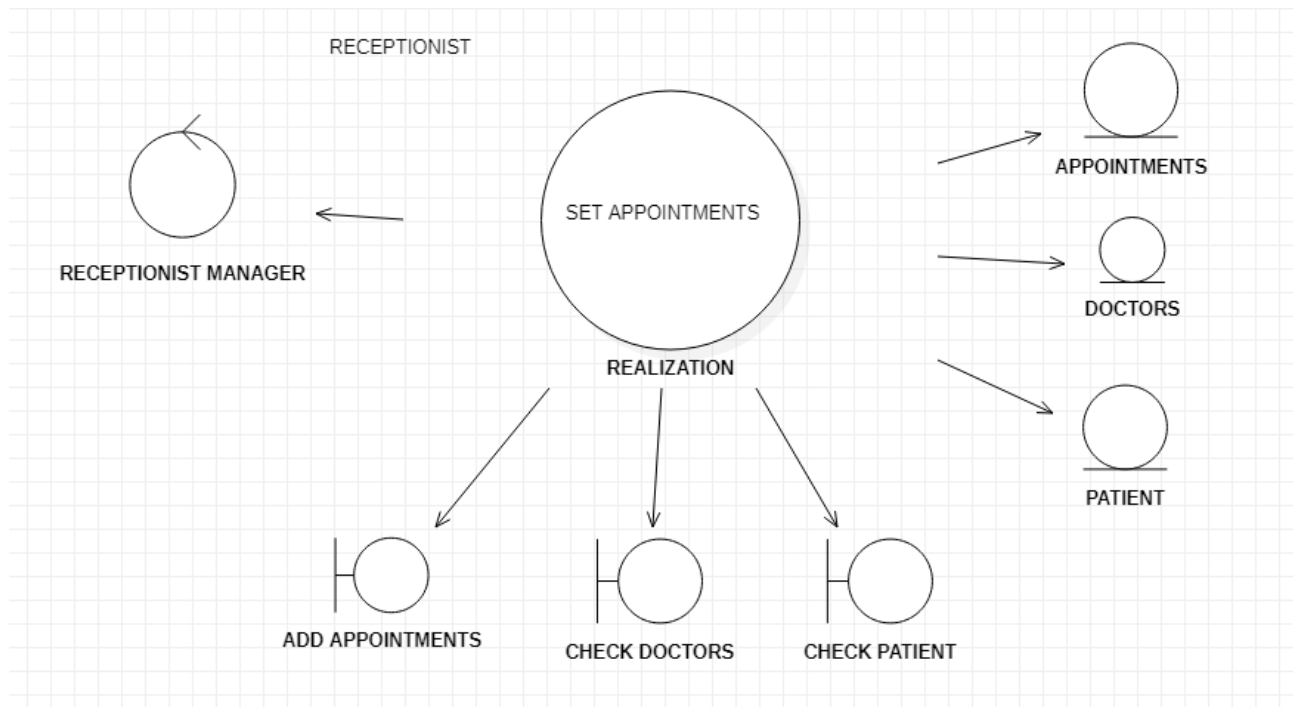 RECEPTIONIST
APPOINTMENTS
SET APPOINTMENTS
RECEPTIONIST MANAGER
DOCTORS
REALIZATION
PATIENT
ADD APPOINTMENTS
CHECK DOCTORS
CHECK PATIENT